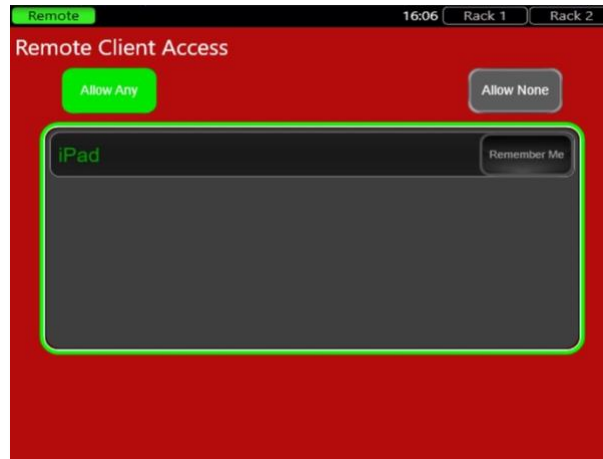 Remote 16:06 Rack 1 Rack 2
Remote Client Access
Allow Any Allow None
iPad Remember Me